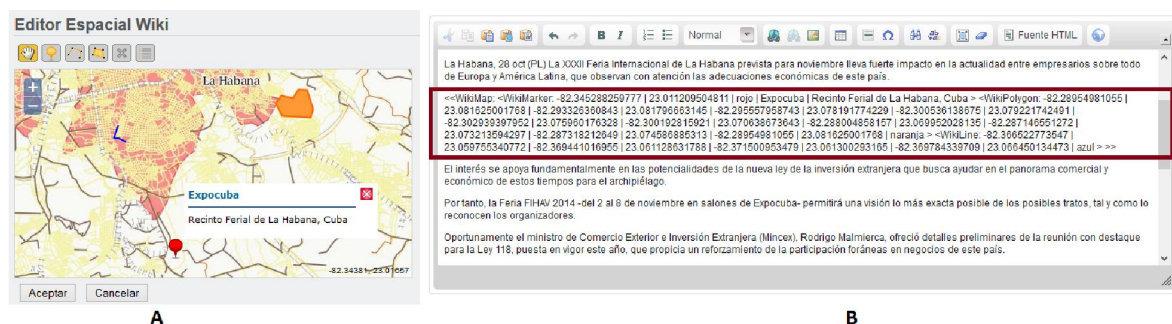 Editor Espacial Wiki
La Habana
Expocuba
Recinto Ferial de La Habana, Cuba
-82.34381, 23.01657
Aceptar Cancelar
A
Normal
Fuente HTML
La Habana, 28 oct (PL) La XXXII Feria Internacional de La Habana prevista para noviembre lleva fuerte impacto en la actualidad entre empresarios sobre todo
de Europa y América Latina, que observan con atención las adecuaciones económicas de este país.
<<WikiMap: <WikiMarker: -82.345288259777 | 23.011209504811 | rojo | Expocuba | Recinto Ferial de La Habana, Cuba > <WikiPolygon: -82.28954981055 |
23.081625001768 | -82.293326360843 | 23.081796663145 | -82.29555958743 | 23.078191774229 | -82.300536138675 | 23.079221742491 |
-82.302939397952 | 23.075960176328 | -82.300192815921 | 23.070638673643 | -82.288004858157 | 23.069952028135 | -82.287146551272 |
23.073213594297 | -82.287318212649 | 23.074586885313 | -82.28954981055 | 23.081625001768 | naranja > <WikiLine: -82.366522773547 |
23.059755340772 | -82.369441016955 | 23.061128631788 | -82.371500953479 | 23.061300293165 | -82.369784339709 | 23.066450134473 | azul > >>
El interés se apoya fundamentalmente en las potencialidades de la nueva ley de la inversión extranjera que busca ayudar en el panorama comercial y
económico de estos tiempos para el archipiélago.
Por tanto, la Feria FIHAV 2014 -del 2 al 8 de noviembre en salones de Expocuba- permitirá una visión lo más exacta posible de los posibles tratos, tal y como lo
reconocen los organizadores.
Oportunamente el ministro de Comercio Exterior e Inversión Extranjera (Mincex), Rodrigo Malmierca, ofreció detalles preliminares de la reunión con destaque
para la Ley 118, puesta en vigor este año, que propicia un reforzamiento de la participación foráneas en negocios de este país.
B